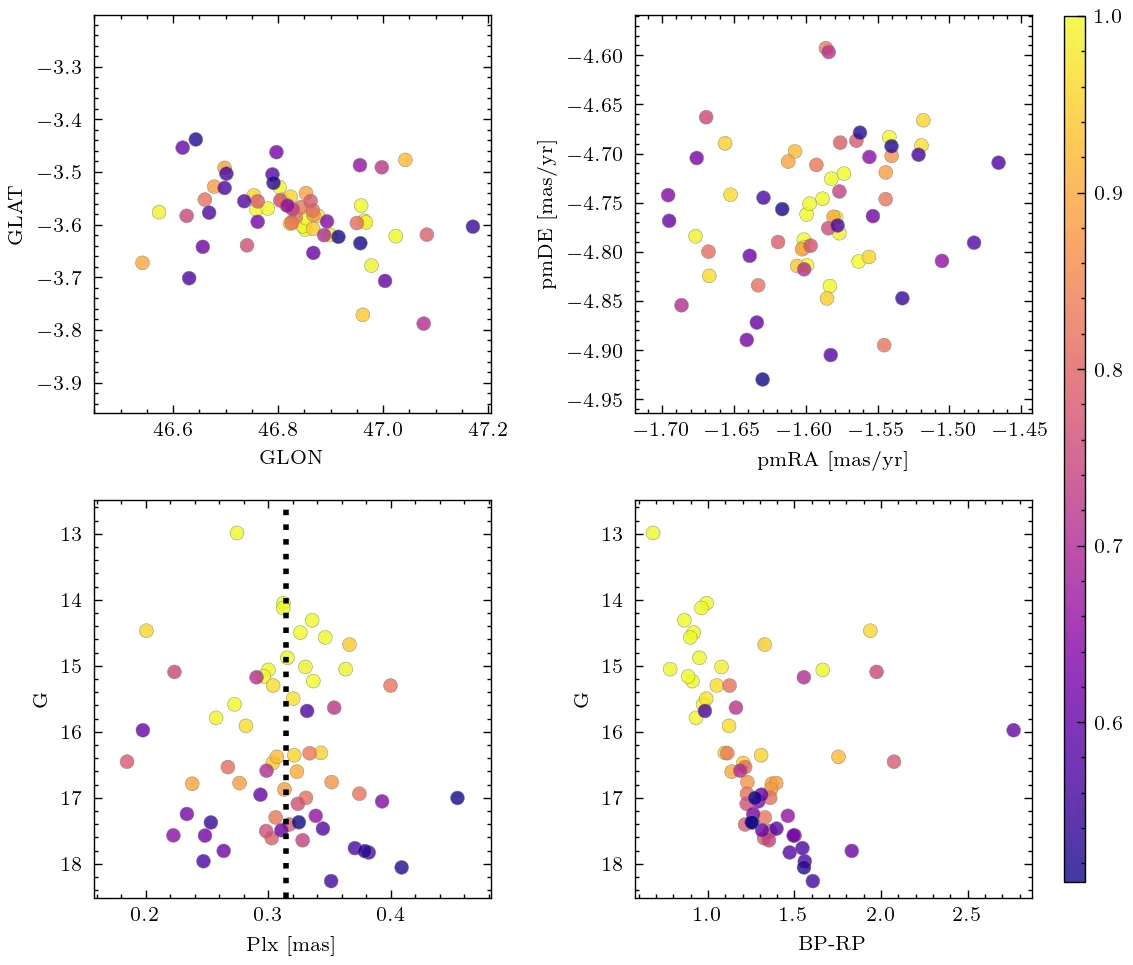 −3.3
−3.4
−3.5
−3.6
−3.7
−3.8
−3.9
GLAT
46.6 46.8 47.0 47.2
GLON
−4.60
−4.65
−4.70
−4.75
−4.80
−4.85
−4.90
−4.95
pmDE [mas/yr]
−1.70 −1.65 −1.60 −1.55 −1.50 −1.45
pmRA [mas/yr]
1.0
0.9
0.8
0.7
0.6
13
14
15
16
17
18
G
0.2 0.3 0.4
Plx [mas]
13
14
15
16
17
18
G
1.0 1.5 2.0 2.5
BP-RP